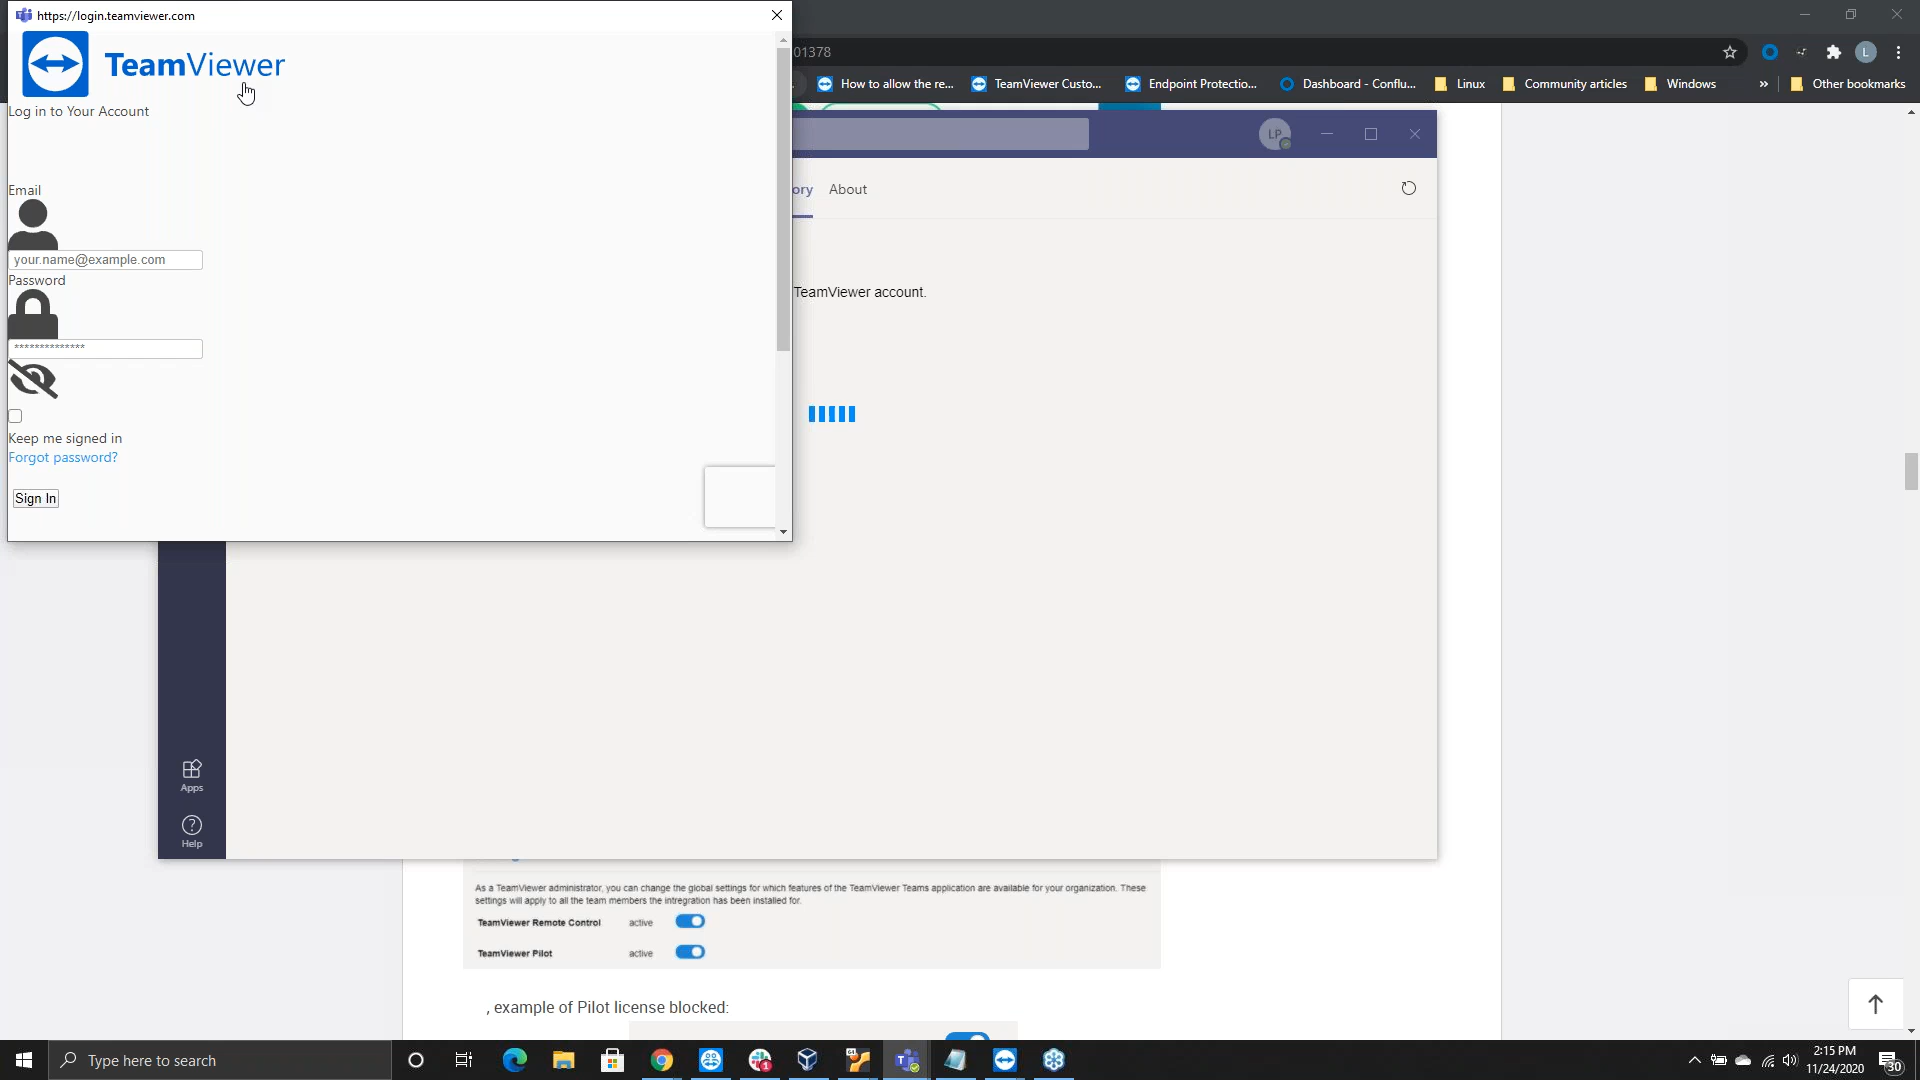 https://login.teamviewer.com
TeamViewer
Log in to Your Account
Email
your.name@example.com
Password
**************
Keep me signed in
Forgot password?
Sign In
01378
L
How to allow the re...
TeamViewer Custo...
Endpoint Protectio...
Dashboard - Conflu...
Linux
Community articles
Windows
»
Other bookmarks
LP
ory
About
TeamViewer account.
Apps
Help
As a TeamViewer administrator, you can change the global settings for which features of the TeamViewer Teams application are available for your organization. These
settings will apply to all the team members the intregration has been installed for.
TeamViewer Remote Control active
TeamViewer Pilot active
, example of Pilot license blocked:
Type here to search
2:15 PM
11/24/2020
30